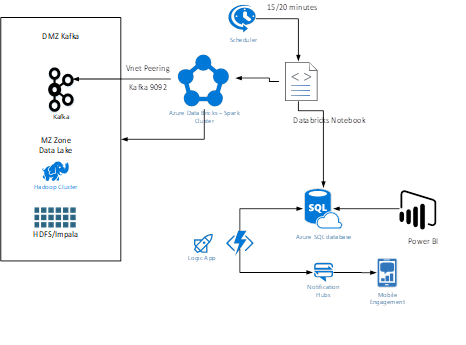 15/20 minutes
DMZ Kafka
Scheduler
Vnet Peering
Kafka 9092
< >
Kafka
Azure Data Bricks – Spark
Cluster
Databricks Notebook
MZ Zone
Data Lake
Hadoop Cluster
SQL
HDFS/Impala
Azure SQL database
Power BI
Logic App
Notification
Hubs
Mobile
Engagement